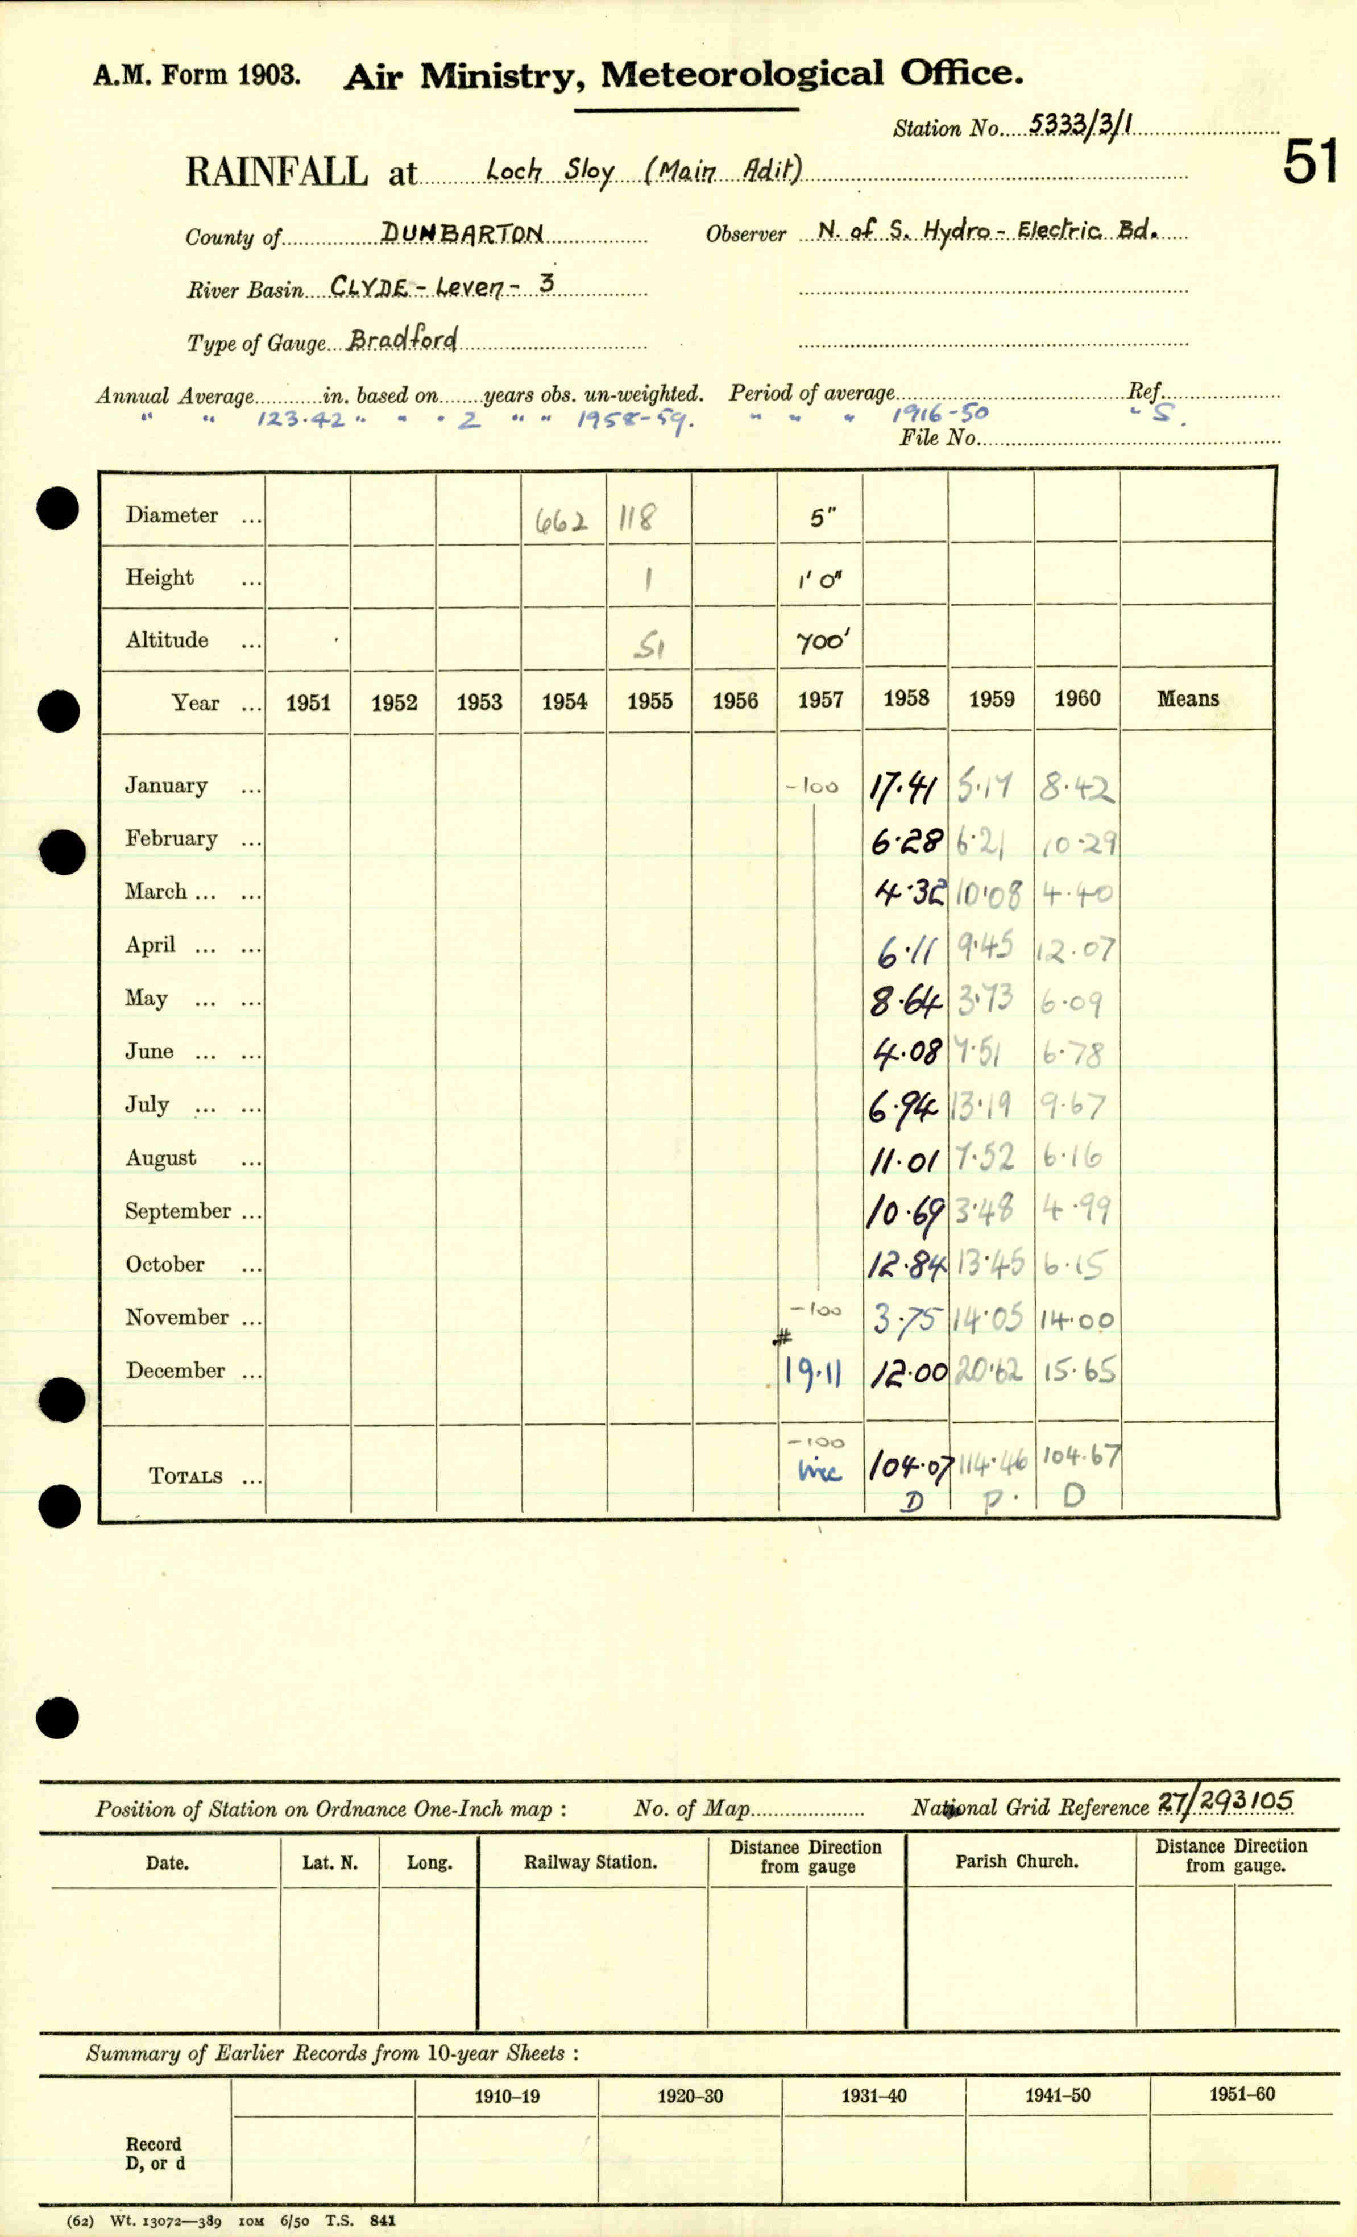 A.M. Form 1903. Air Ministry, Meteorological Office.
Station No. 5333/3/1
51
RAINFALL at Loch Sloy (Main Adit)
County of DUNBARTON Observer N. of S. Hydro-Electric Bd.
River Basin CLYDE - Leven - 3
Type of Gauge Bradford
Annual Average in. based on years obs. un-weighted. Period of average Ref.
" " 123.42 " " " 2 " " 1958-59. " " " 1916-50 " S.
File No.
Diameter ... 662 118 5"
Height ... 1 1' 0"
Altitude ... 51 700'
Year ... 1951 1952 1953 1954 1955 1956 1957 1958 1959 1960 Means
January ... -100 17.41 5.17 8.42
February ... 6.28 6.21 10.29
March ... ... 4.32 10.08 4.40
April ... ... 6.11 9.45 12.07
May ... ... 8.64 3.73 6.09
June ... ... 4.08 7.51 6.78
July ... ... 6.94 13.19 9.67
August ... 11.01 7.52 6.16
September ... 10.69 3.48 4.99
October ... 12.84 13.45 6.15
November ... -100 3.75 14.05 14.00
#
December ... 19.11 12.00 20.62 15.65
-100
TOTALS ... 104.07 114.46 104.67
D P. D
Position of Station on Ordnance One-Inch map : No. of Map National Grid Reference 27/293105
Date. Lat. N. Long. Railway Station. Distance Direction from gauge Parish Church. Distance Direction from gauge.
Summary of Earlier Records from 10-year Sheets :
1910–19 1920–30 1931–40 1941–50 1951–60
Record
D, or d
(62) Wt. 13072—389 10M 6/50 T.S. 841